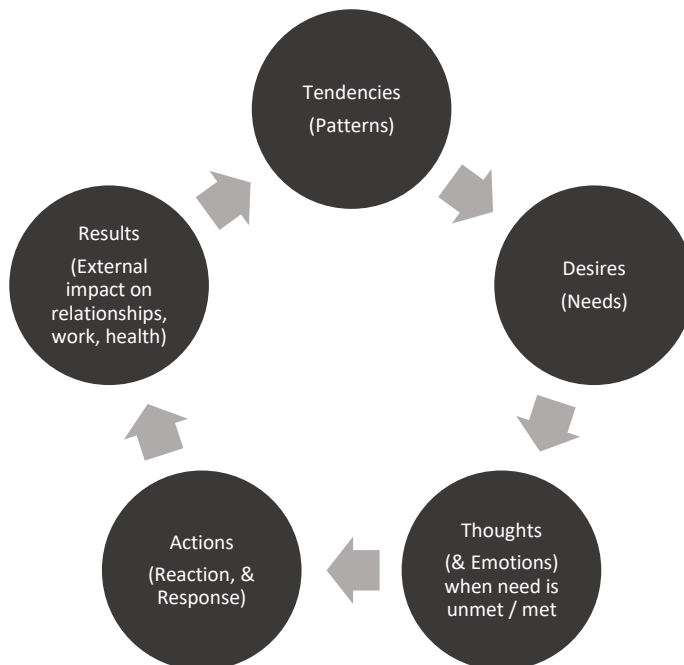 Tendencies
(Patterns)
Desires
(Needs)
Thoughts
(& Emotions)
when need is
unmet / met
Actions
(Reaction, &
Response)
Results
(External
impact on
relationships,
work, health)